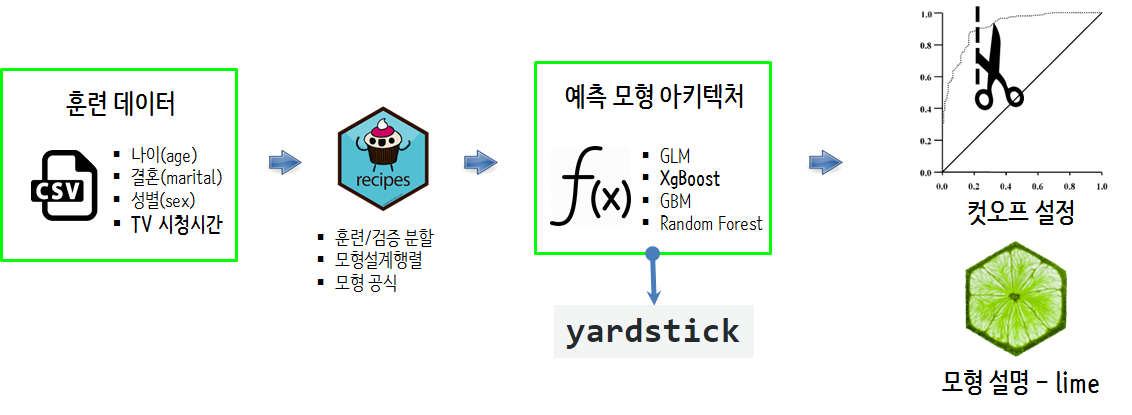 훈련 데이터
CSV
▪ 나이(age)
▪ 결혼(marital)
▪ 성별(sex)
▪ TV 시청시간
recipes
▪ 훈련/검증 분할
▪ 모형설계행렬
▪ 모형 공식
예측 모형 아키텍처
f(x)
▪ GLM
▪ XgBoost
▪ GBM
▪ Random Forest
yardstick
1.0
0.8
0.6
0.4
0.2
0.0
0.0 0.2 0.4 0.6 0.8 1.0
컷오프 설정
모형 설명 - lime